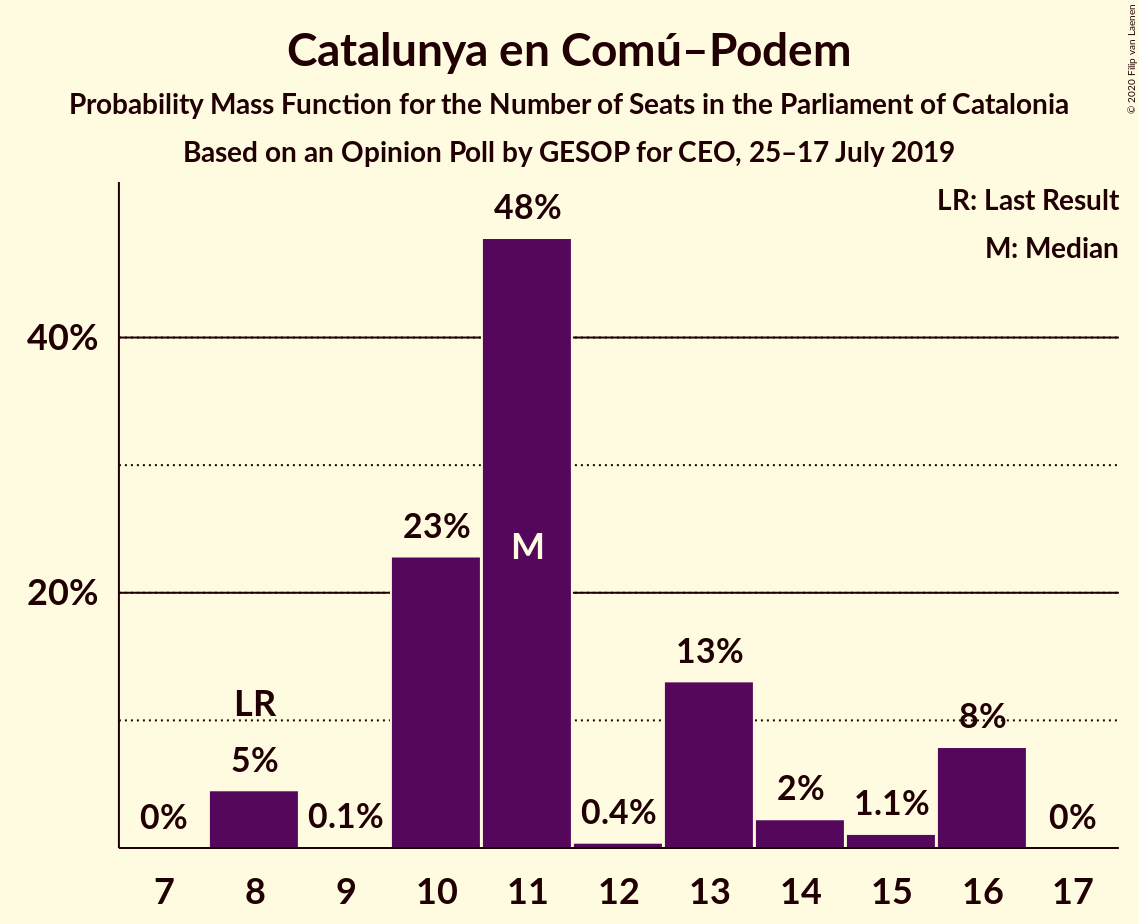 Catalunya en Comú–Podem
Probability Mass Function for the Number of Seats in the Parliament of Catalonia
Based on an Opinion Poll by GESOP for CEO, 25–17 July 2019
© 2020 Filip van Laenen
LR: Last Result
M: Median
40%
20%
0%
LR
5%
0.1%
23%
48%
M
0.4%
13%
2%
1.1%
8%
0%
7 8 9 10 11 12 13 14 15 16 17